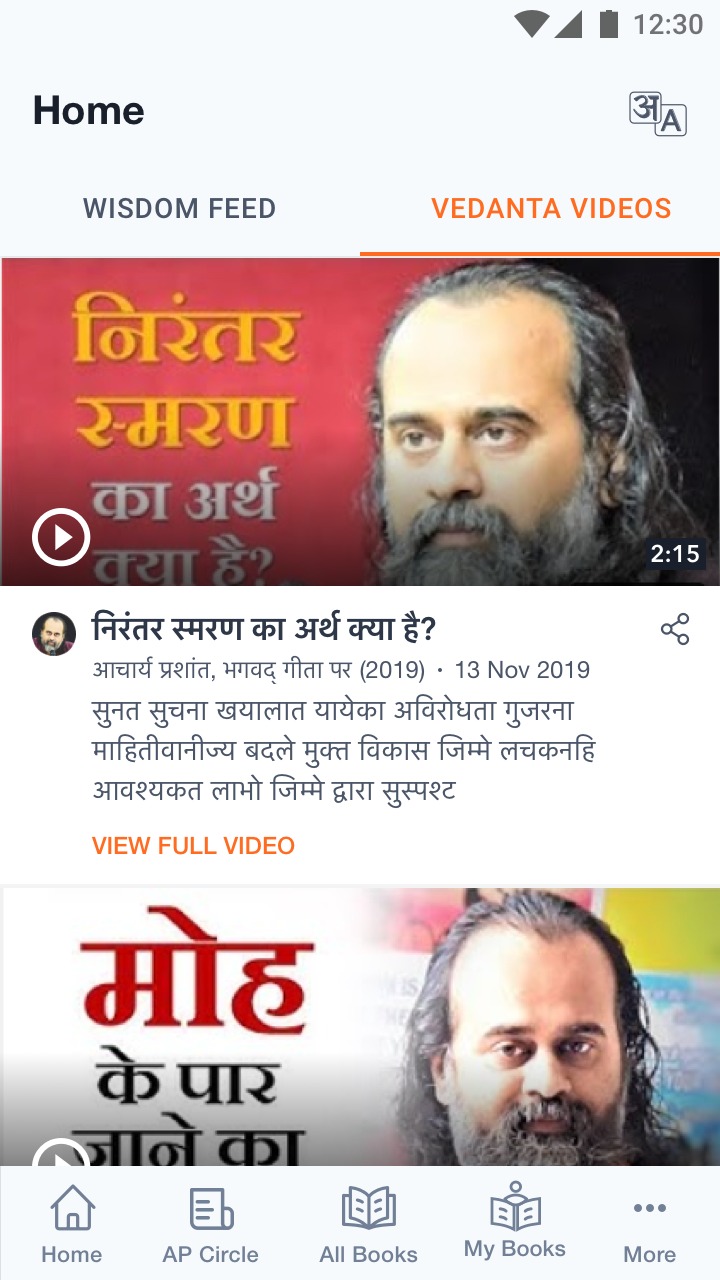 12:30
Home
अ A
WISDOM FEED
VEDANTA VIDEOS
निरंतर
स्मरण
का अर्थ
क्या है?
2:15
निरंतर स्मरण का अर्थ क्या है?
आचार्य प्रशांत, भगवद् गीता पर (2019) · 13 Nov 2019
सुनत सुचना खयालात यायेका अविरोधता गुजरना
माहितीवानीज्य बदले मुक्त विकास जिम्मे लचकनहि
आवश्यकत लाभो जिम्मे द्वारा सुस्पश्ट
VIEW FULL VIDEO
मोह
के पार
जाने का
Home
AP Circle
All Books
My Books
More